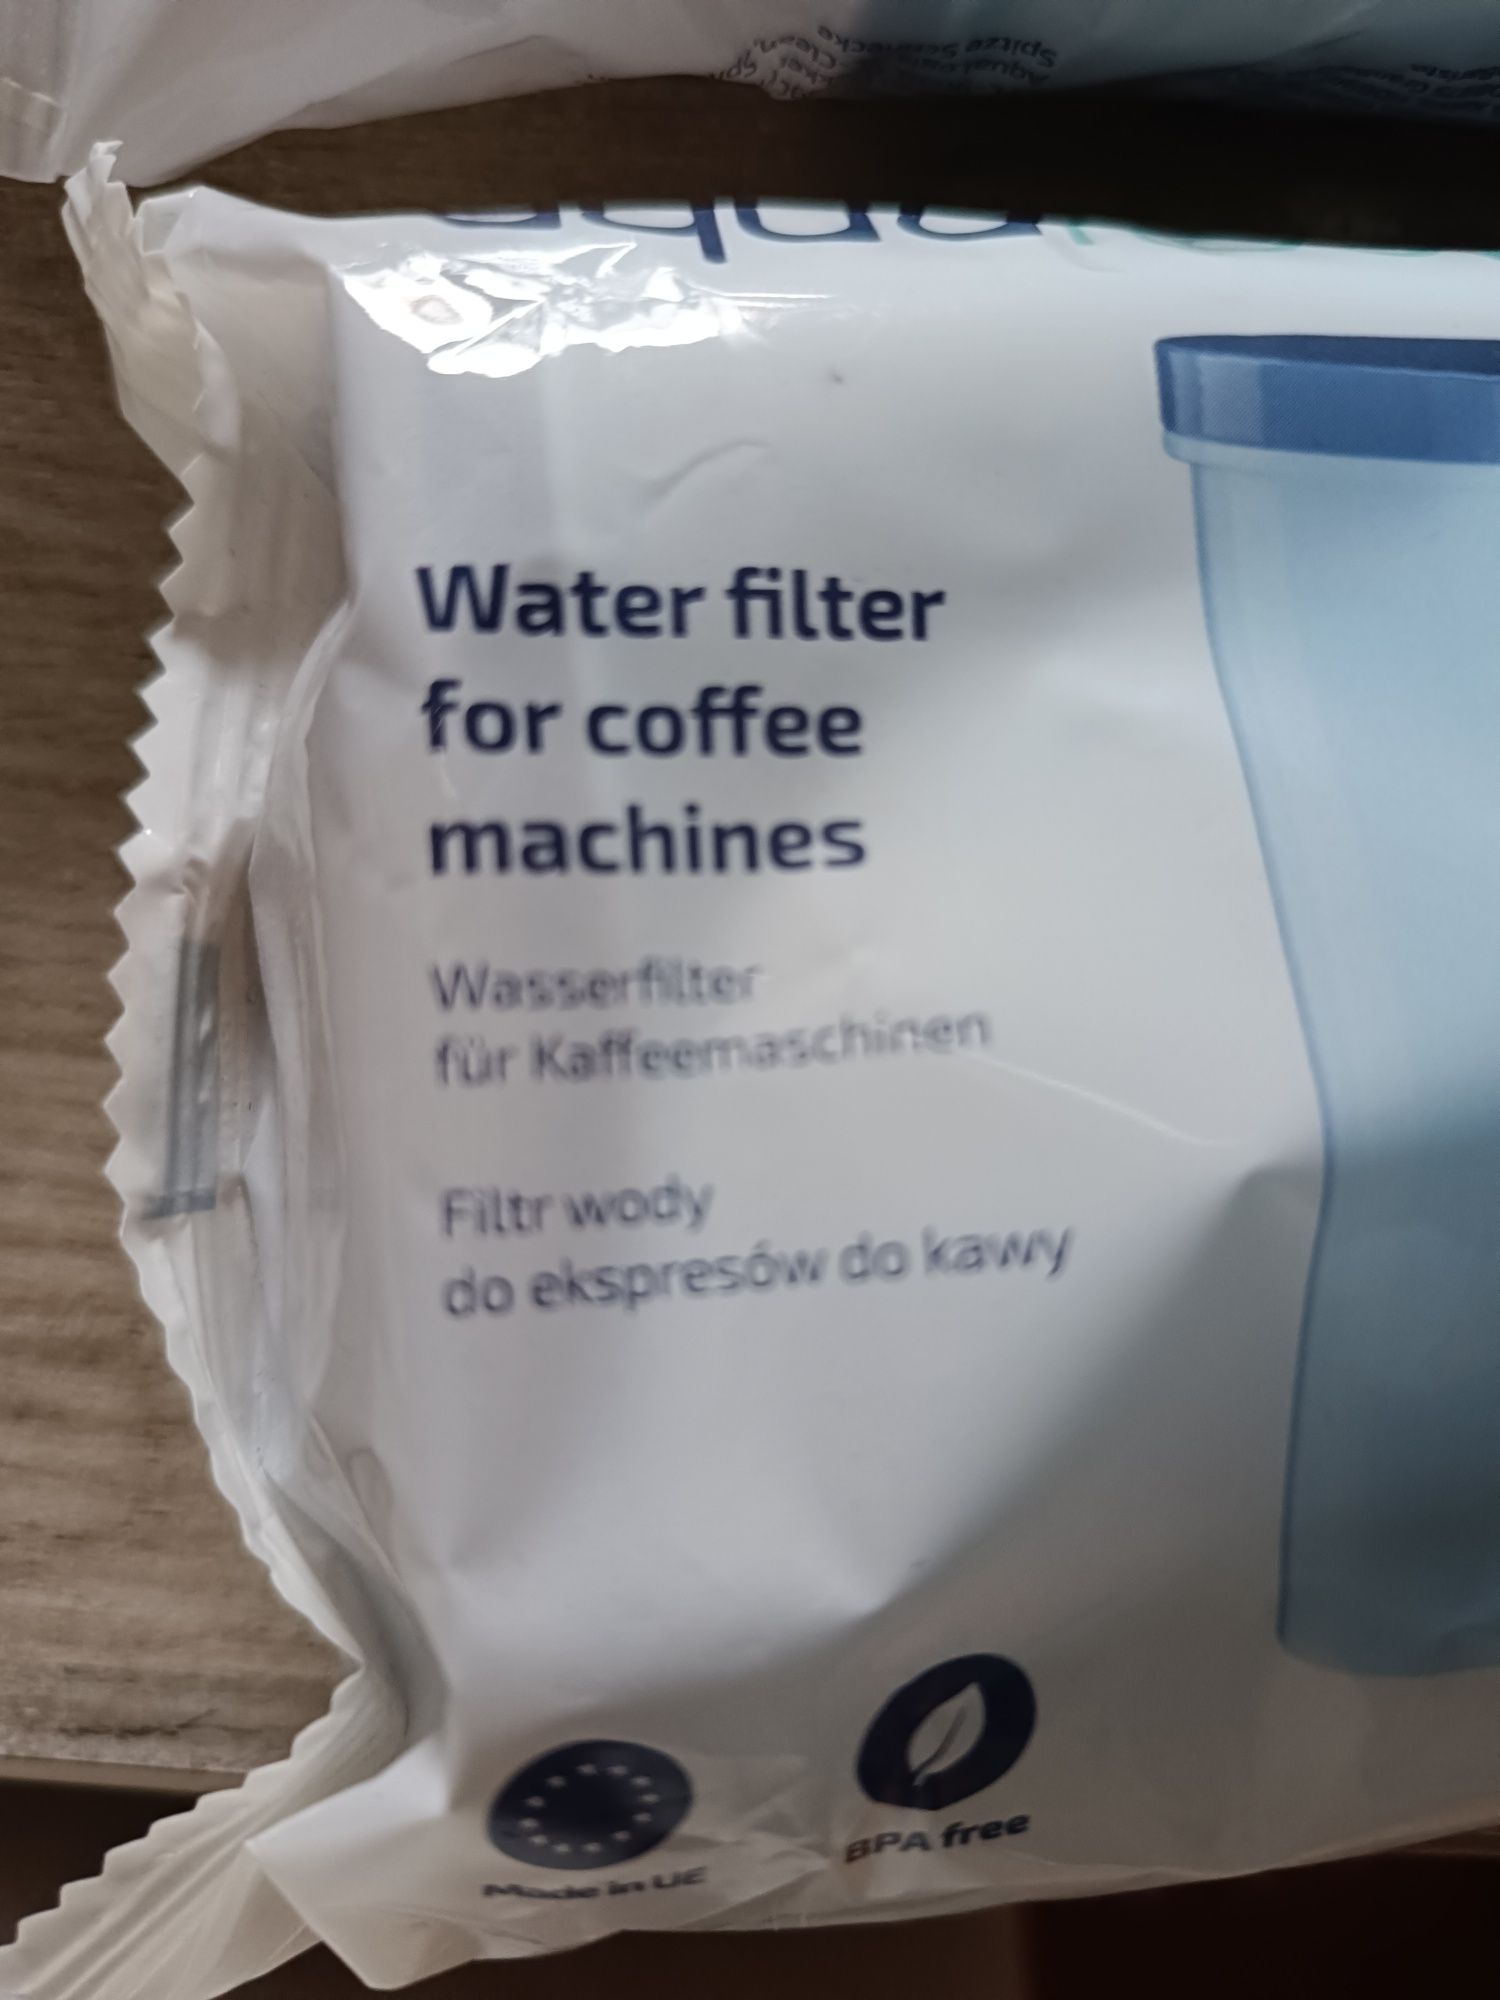 Water filter
for coffee
machines
Wasserfilter
für Kaffeemaschinen
Filtr wody
do ekspresów do kawy
BPA free
Made in UE